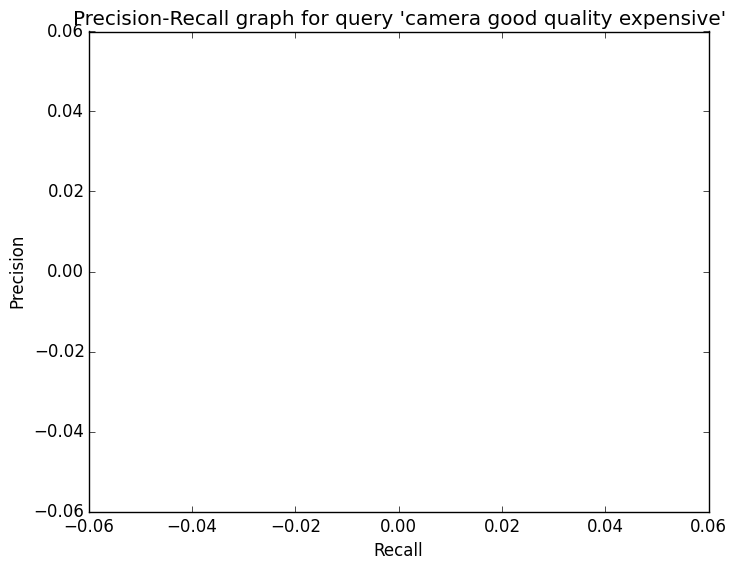 Precision-Recall graph for query 'camera good quality expensive'
0.06
0.04
0.02
0.00
−0.02
−0.04
−0.06
Precision
−0.06 −0.04 −0.02 0.00 0.02 0.04 0.06
Recall